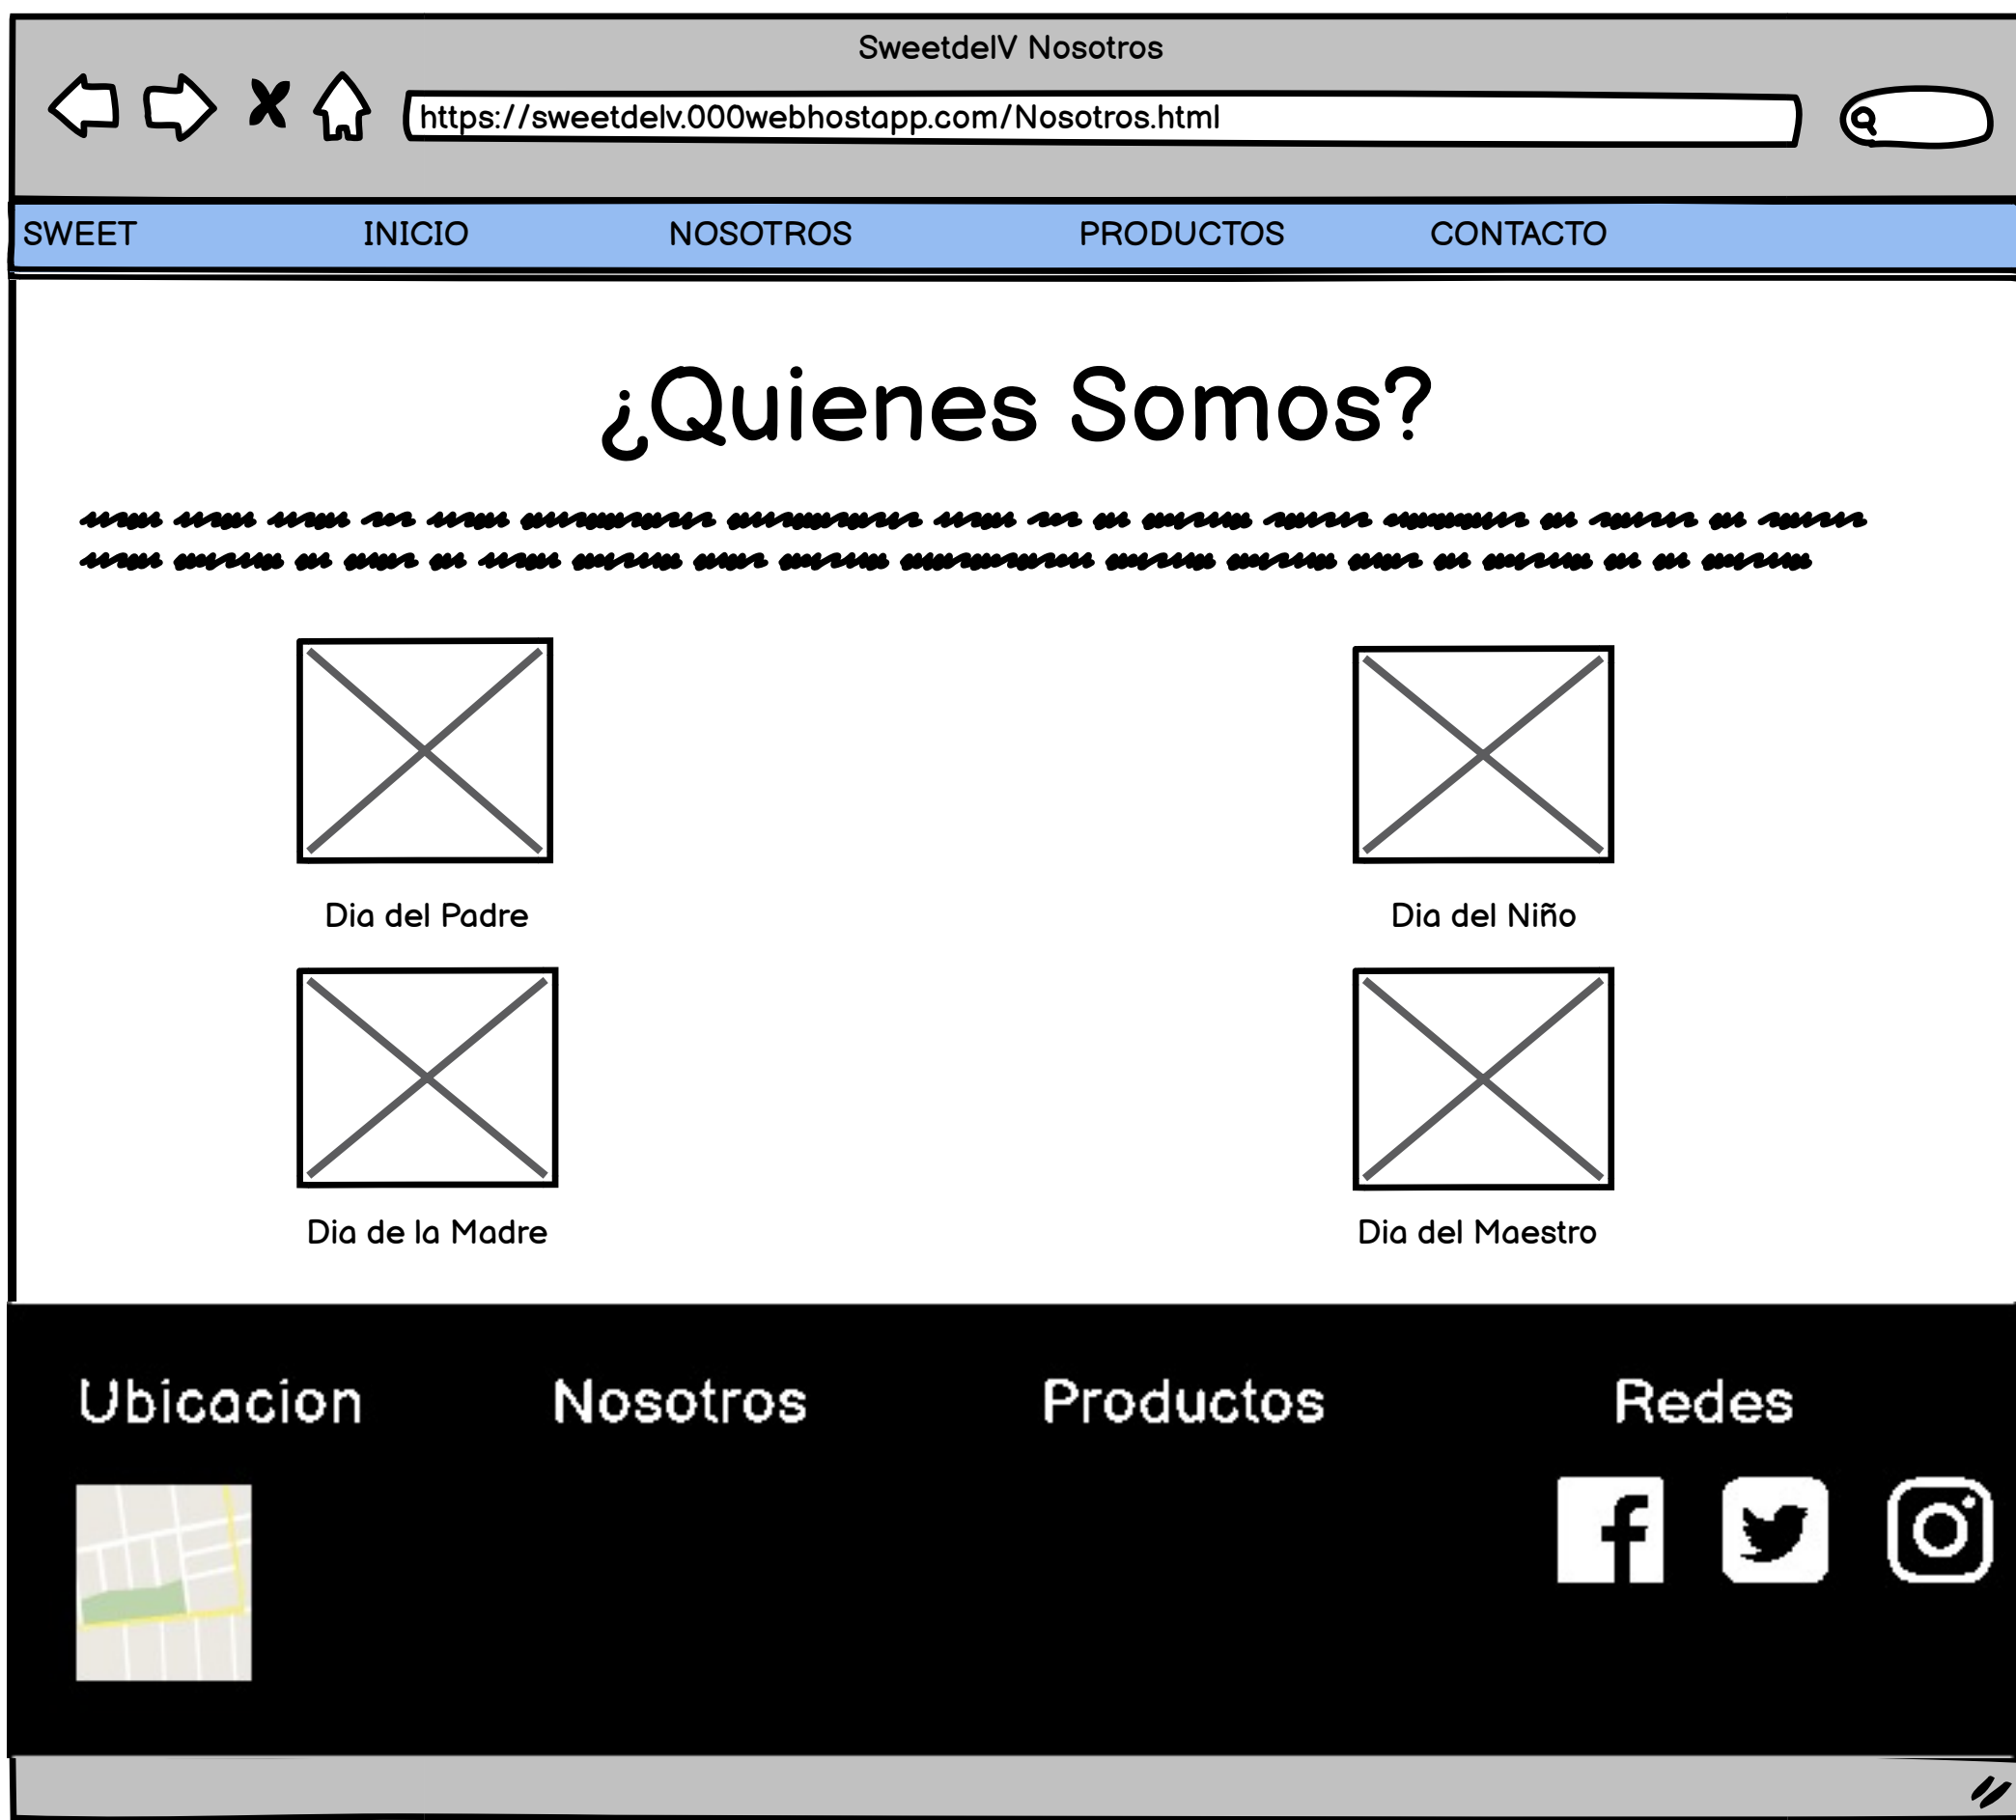 SweetdelV Nosotros
https://sweetdelv.000webhostapp.com/Nosotros.html
SWEET INICIO NOSOTROS PRODUCTOS CONTACTO
¿Quienes Somos?
Dia del Padre Dia del Niño
Dia de la Madre Dia del Maestro
Ubicacion Nosotros Productos Redes